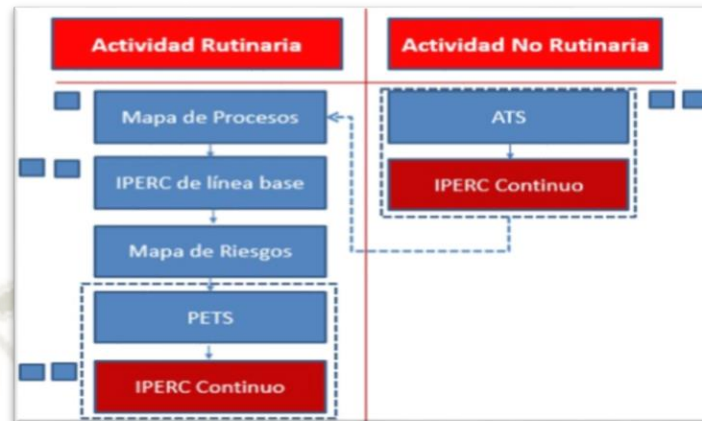 Actividad Rutinaria
Actividad No Rutinaria
Mapa de Procesos
ATS
IPERC de línea base
IPERC Continuo
Mapa de Riesgos
PETS
IPERC Continuo